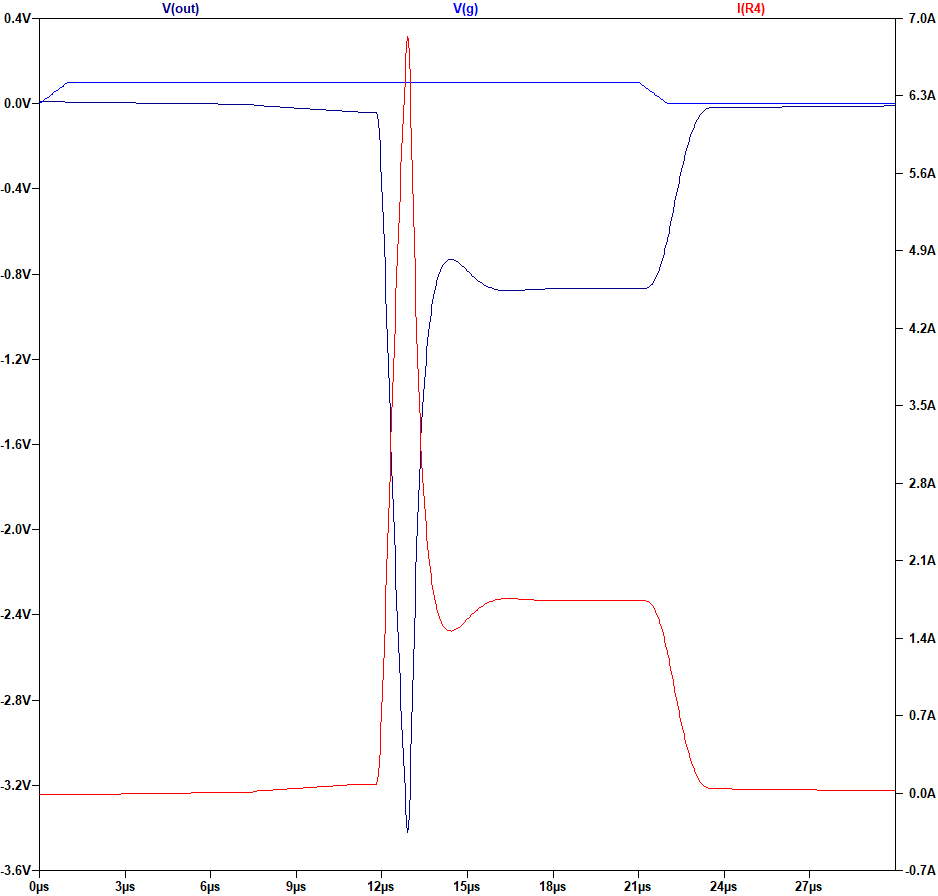 V(out) V(g) I(R4)
0.4V 7.0A
0.0V 6.3A
-0.4V 5.6A
-0.8V 4.9A
-1.2V 4.2A
-1.6V 3.5A
-2.0V 2.8A
-2.4V 2.1A
-2.8V 1.4A
-3.2V 0.7A
-3.6V 0.0A
-0.7A
0µs 3µs 6µs 9µs 12µs 15µs 18µs 21µs 24µs 27µs